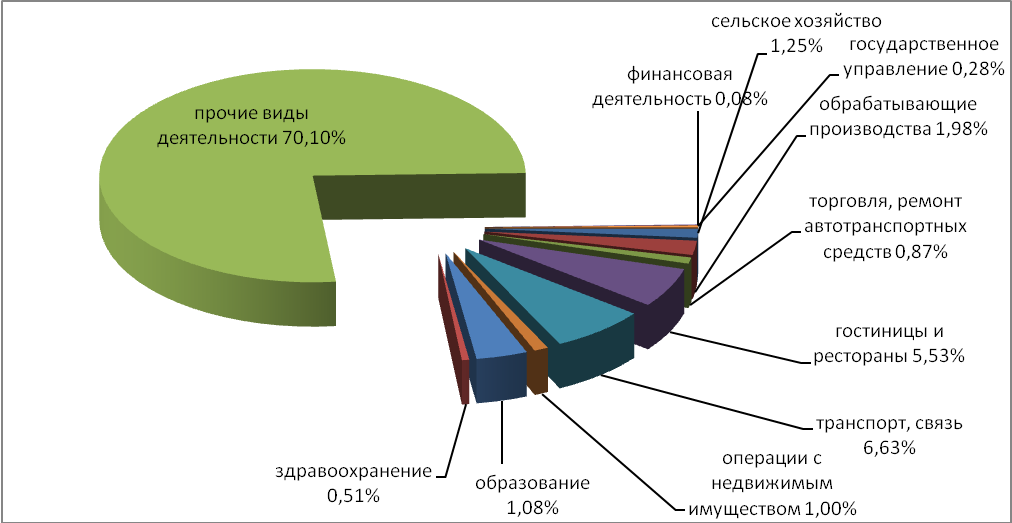 сельское хозяйство
1,25%
государственное
управление 0,28%
финансовая
деятельность 0,08%
обрабатывающие
производства 1,98%
прочие виды
деятельности 70,10%
торговля, ремонт
автотранспортных
средств 0,87%
гостиницы и
рестораны 5,53%
транспорт, связь
6,63%
операции с
недвижимым
имуществом 1,00%
образование
1,08%
здравоохранение
0,51%